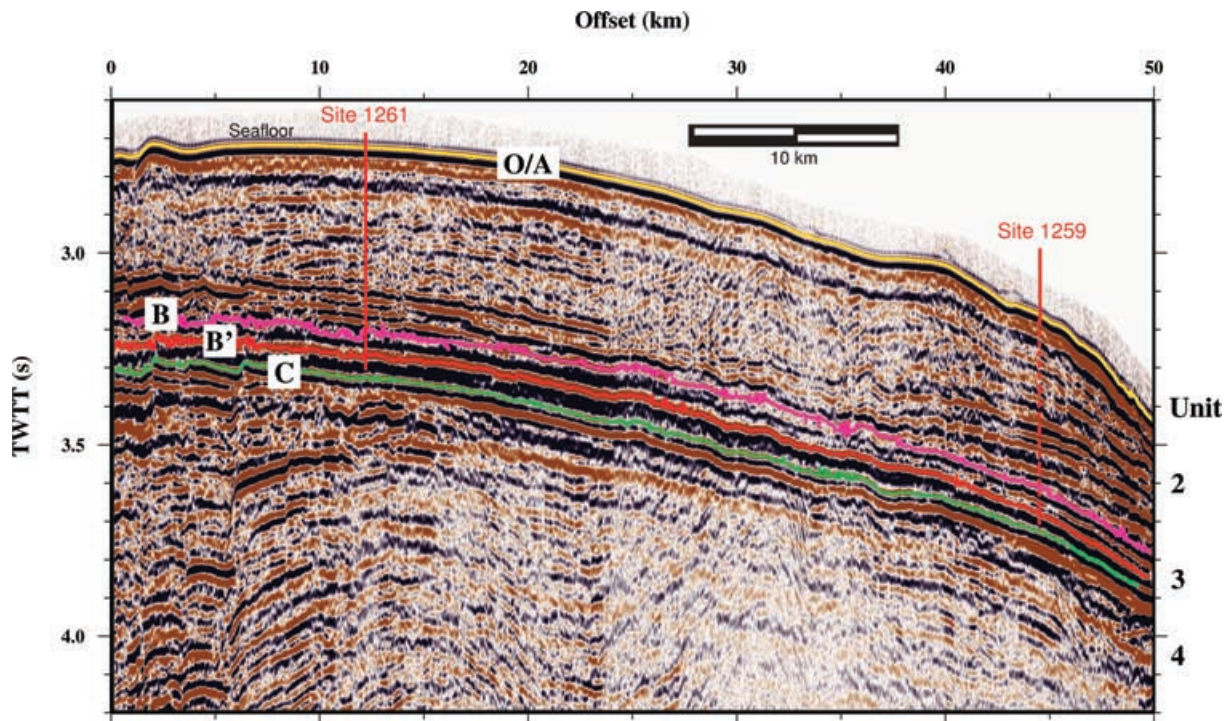 Offset (km)
0 10 20 30 40 50
Site 1261
Seafloor
O/A
10 km
Site 1259
3.0
B
B’
C
TWTT (s)
Unit
3.5
2
3
4.0
4